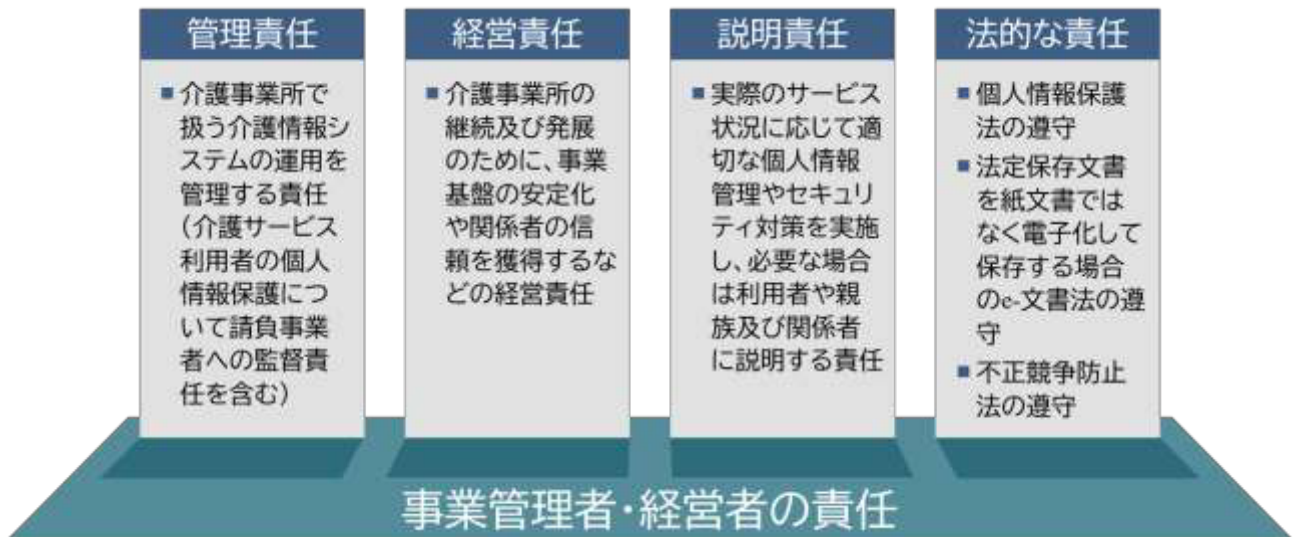 管理責任
■介護事業所で
扱う介護情報シ
ステムの運用を
管理する責任
（介護サービス
利用者の個人
情報保護につ
いて請負事業
者への監督責
任を含む）
経営責任
■介護事業所の
継続及び発展
のために、事業
基盤の安定化
や関係者の信
頼を獲得するな
どの経営責任
説明責任
■実際のサービス
状況に応じて適
切な個人情報
管理やセキュリ
ティ対策を実施
し、必要な場合
は利用者や親
族及び関係者
に説明する責任
法的な責任
■個人情報保護
法の遵守
■法定保存文書
を紙文書では
なく電子化して
保存する場合
のe-文書法の遵
守
■不正競争防止
法の遵守
事業管理者･経営者の責任